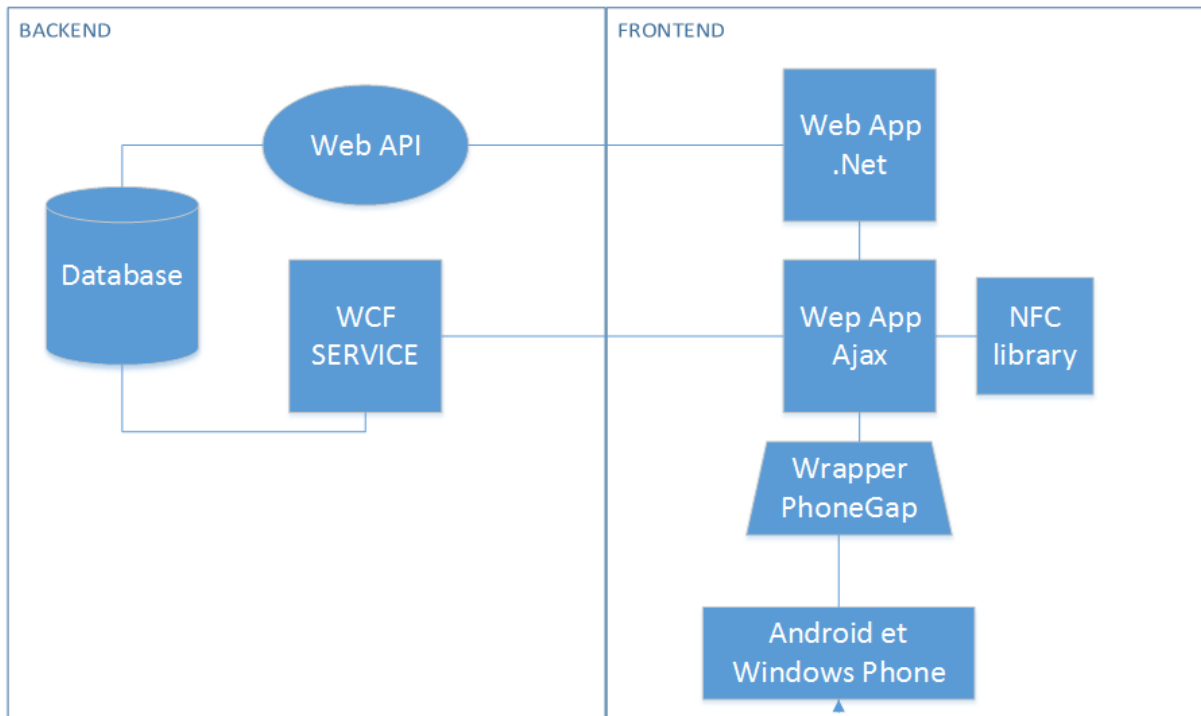 BACKEND
FRONTEND
Web API
Web App
.Net
Database
WCF
SERVICE
Wep App
Ajax
NFC
library
Wrapper
PhoneGap
Android et
Windows Phone